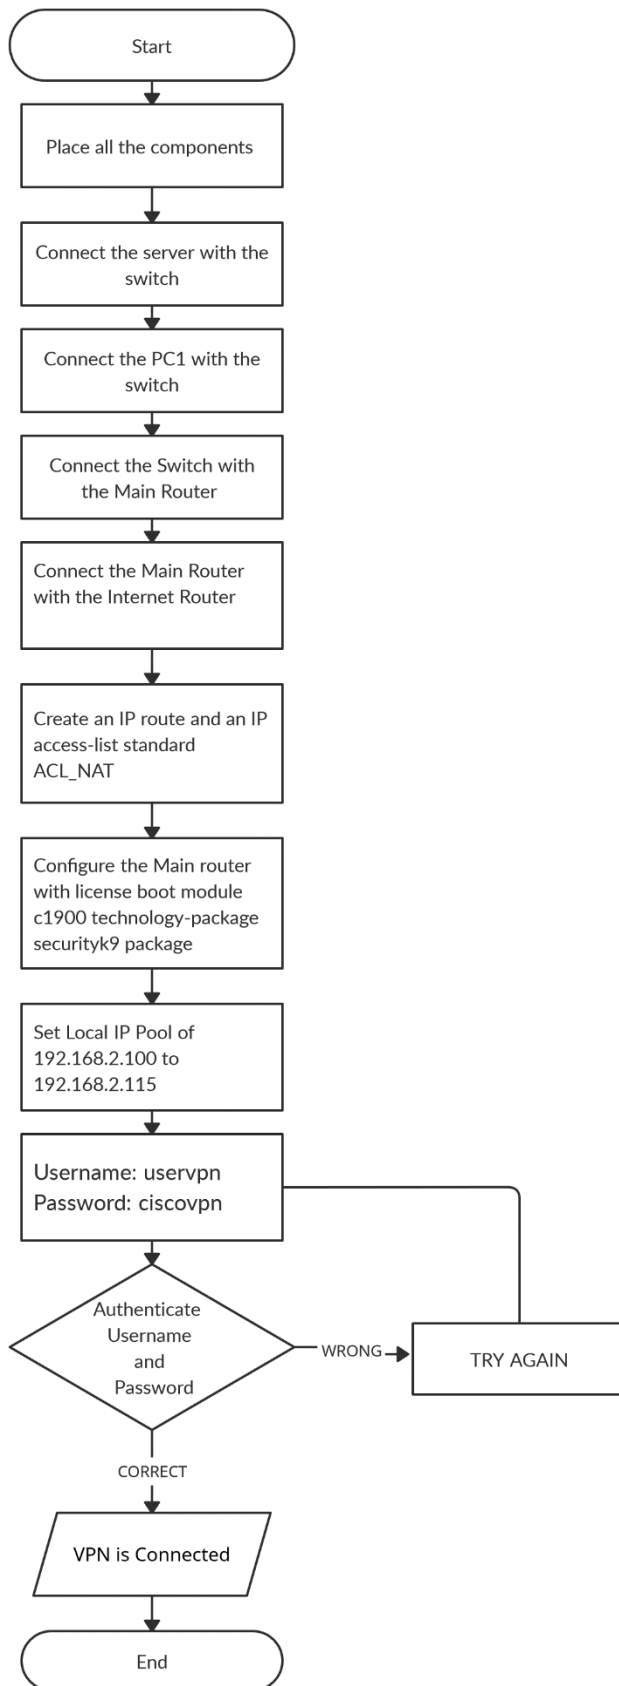 Start
Place all the components
Connect the server with the
switch
Connect the PC1 with the
switch
Connect the Switch with
the Main Router
Connect the Main Router
with the Internet Router
Create an IP route and an IP
access-list standard
ACL_NAT
Configure the Main router
with license boot module
c1900 technology-package
securityk9 package
Set Local IP Pool of
192.168.2.100 to
192.168.2.115
Username: uservpn
Password: ciscovpn
Authenticate
Username
and
Password
WRONG
TRY AGAIN
CORRECT
VPN is Connected
End